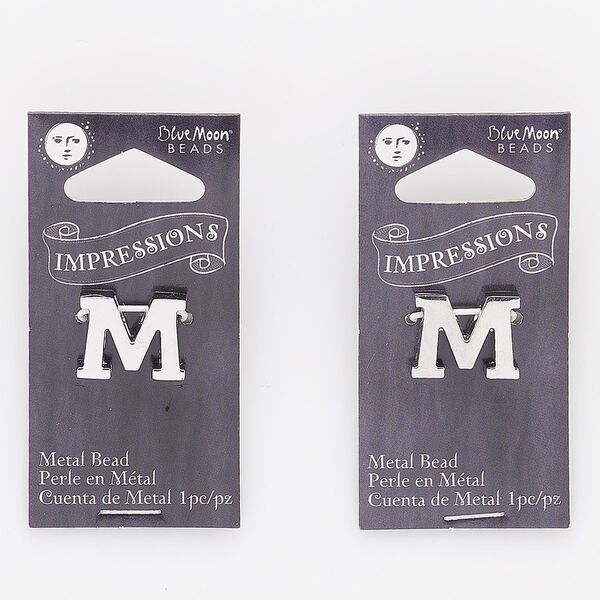 Blue Moon®
BEADS
IMPRESSIONS
M
Metal Bead
Perle en Métal
Cuenta de Metal 1pc/pz
Blue Moon®
BEADS
IMPRESSIONS
M
Metal Bead
Perle en Métal
Cuenta de Metal 1pc/pz